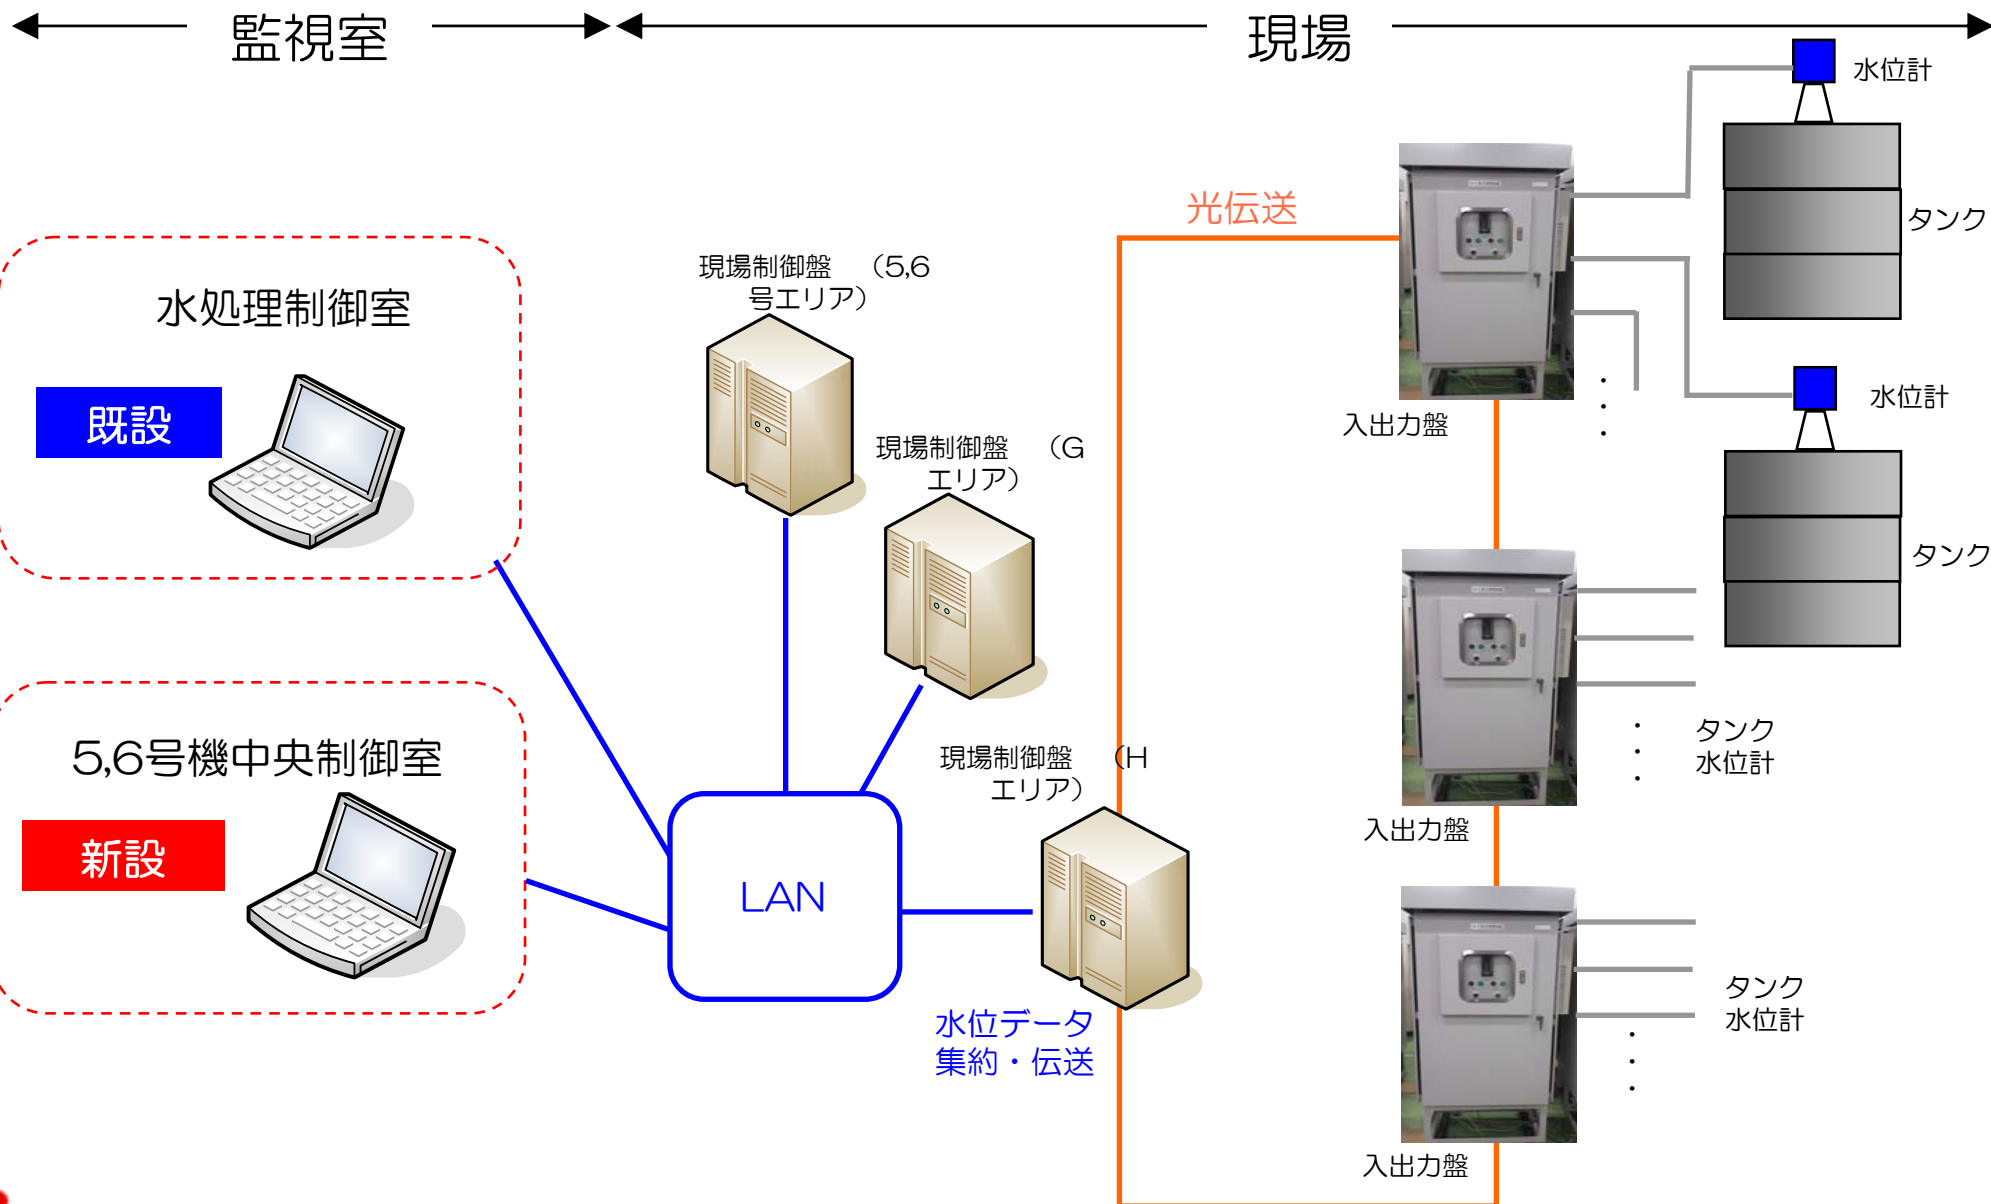 監視室
現場
水位計
タンク
光伝送
現場制御盤　（5,6
号エリア）
水処理制御室
既設
水位計
入出力盤
現場制御盤　（G
エリア）
タンク
5,6号機中央制御室
新設
現場制御盤　（H
エリア）
タンク
水位計
入出力盤
LAN
水位データ
集約・伝送
タンク
水位計
入出力盤